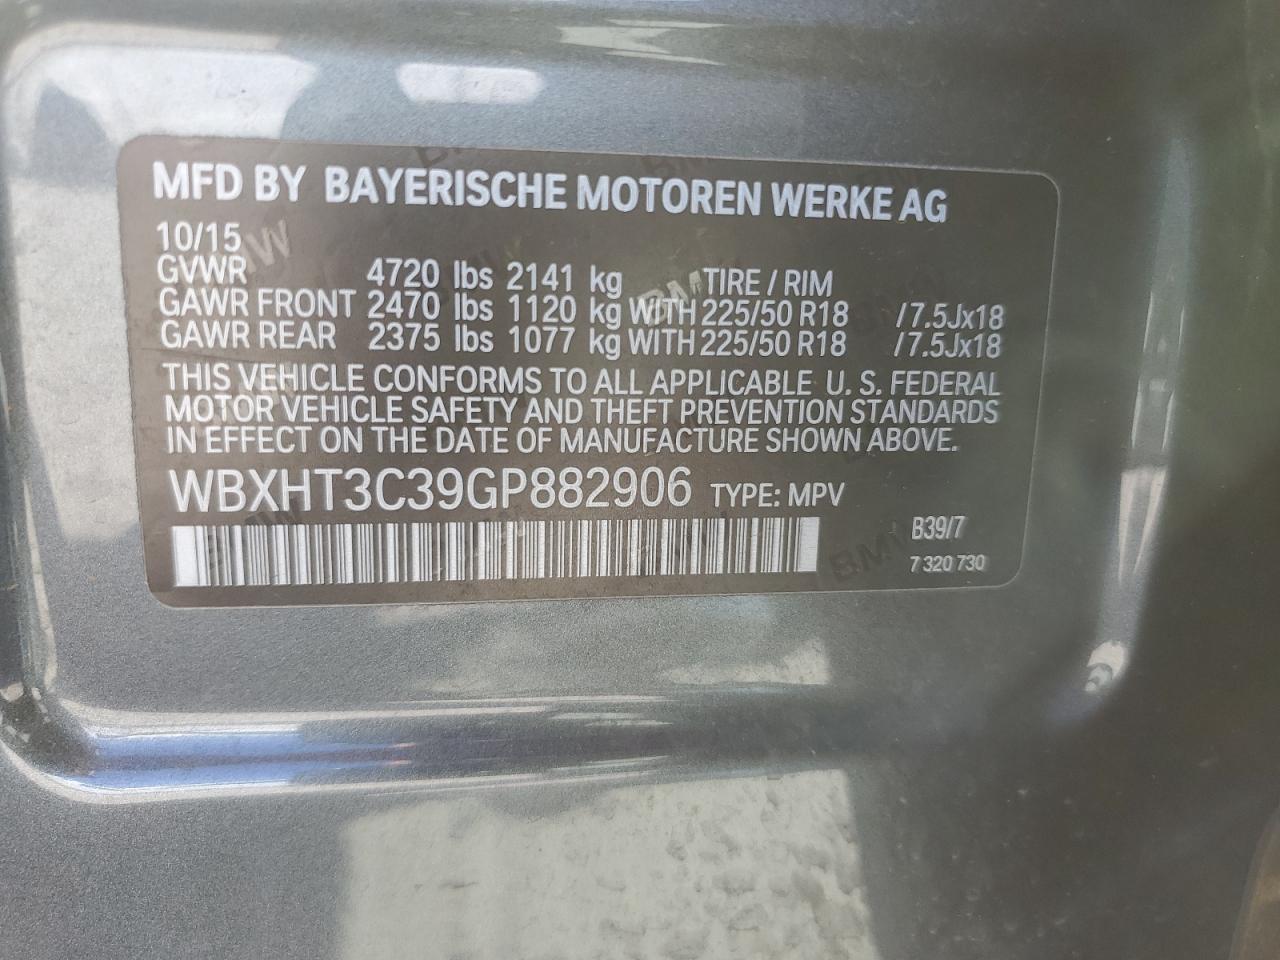 MFD BY BAYERISCHE MOTOREN WERKE AG
10/15
GVWR 4720 lbs 2141 kg TIRE / RIM
GAWR FRONT 2470 lbs 1120 kg WITH 225/50 R18 /7.5Jx18
GAWR REAR 2375 lbs 1077 kg WITH 225/50 R18 /7.5Jx18
THIS VEHICLE CONFORMS TO ALL APPLICABLE U. S. FEDERAL
MOTOR VEHICLE SAFETY AND THEFT PREVENTION STANDARDS
IN EFFECT ON THE DATE OF MANUFACTURE SHOWN ABOVE.
WBXHT3C39GP882906 TYPE: MPV
B39/7
7 320 730